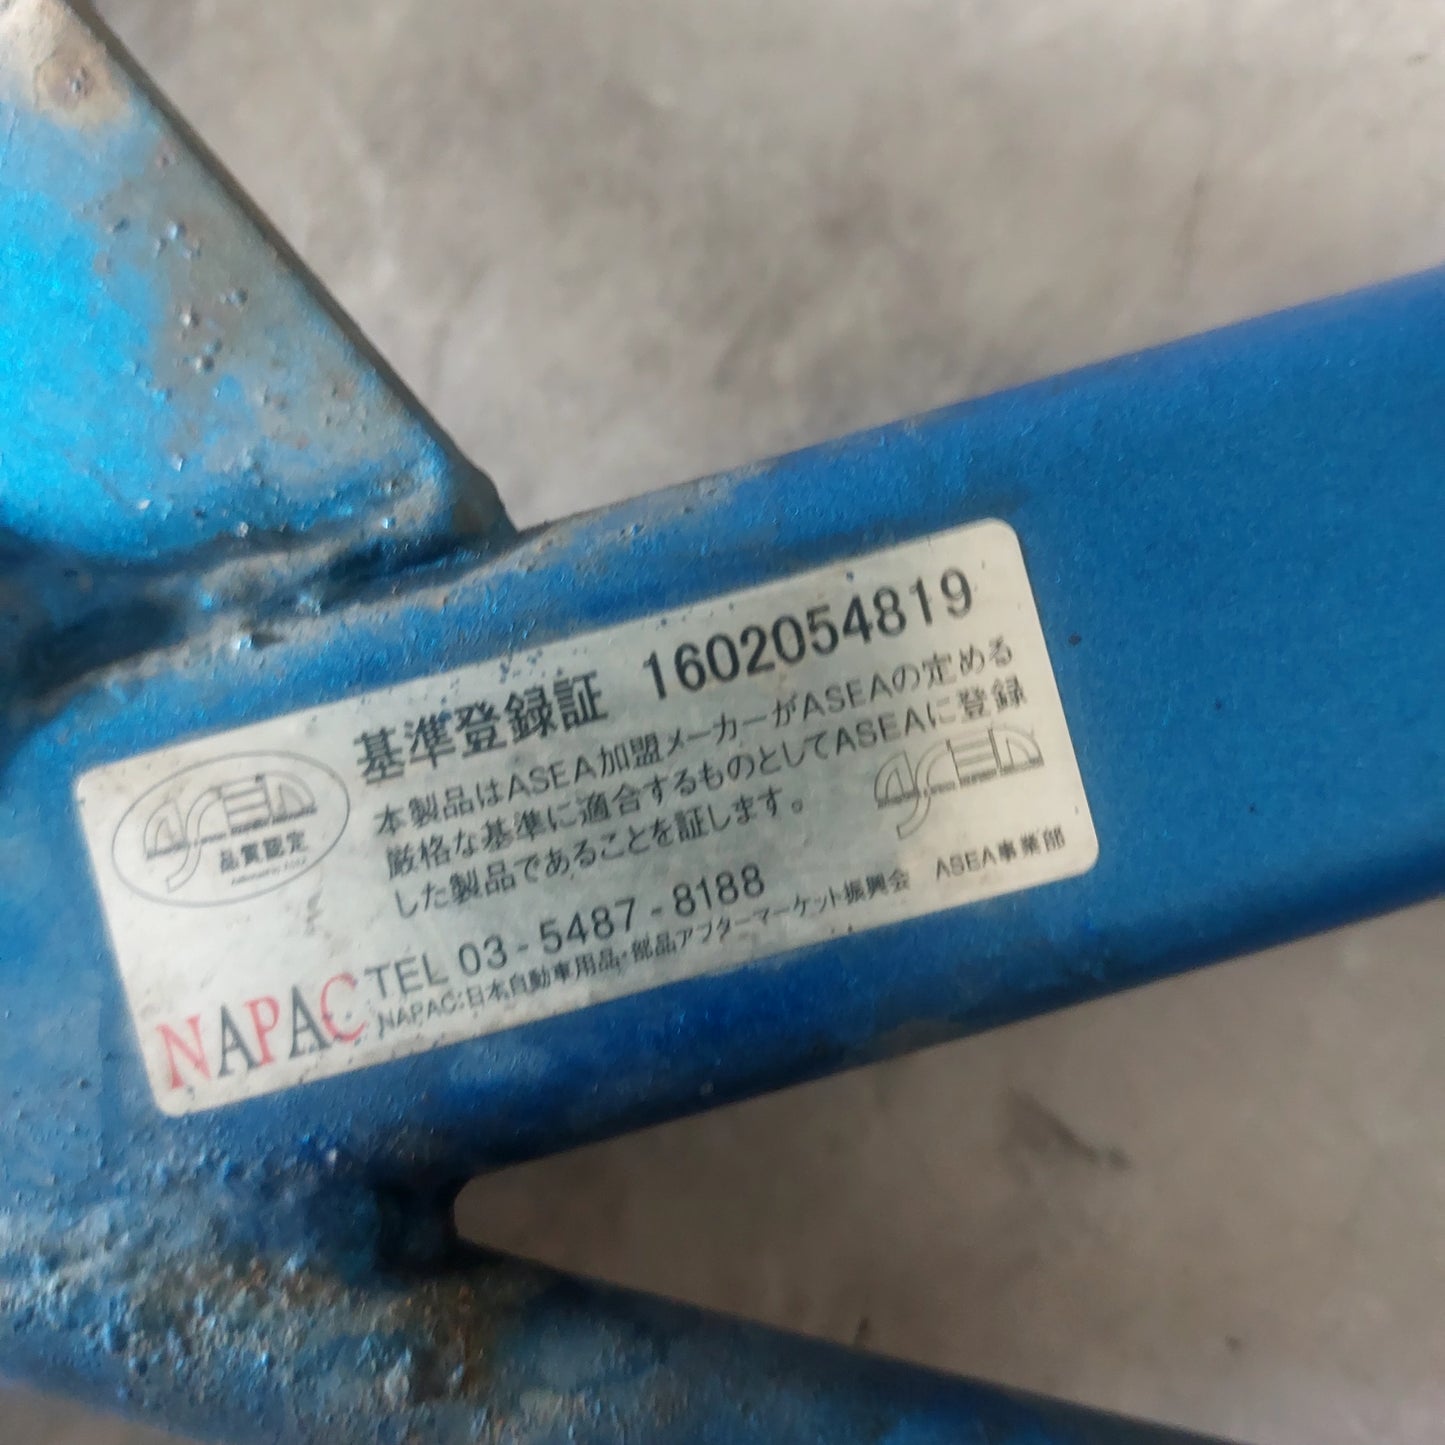 基準登録証 1602054819
本製品はASEA加盟メーカーがASEAの定める
厳格な基準に適合するものとしてASEAに登録
した製品であることを証します。
ASEA
品質認定
ASEA
TEL 03-5487-8188
ASEA事業部
NAPAC
NAPAC:日本自動車用品・部品アフターマーケット振興会